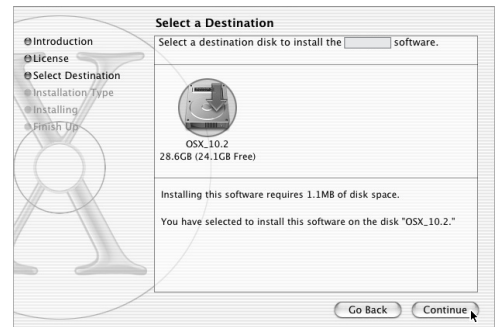 Select a Destination
Introduction
License
Select Destination
Installation Type
Installing
Finish Up
Select a destination disk to install the software.
OSX_10.2
28.6GB (24.1GB Free)
Installing this software requires 1.1MB of disk space.
You have selected to install this software on the disk "OSX_10.2."
Go Back
Continue